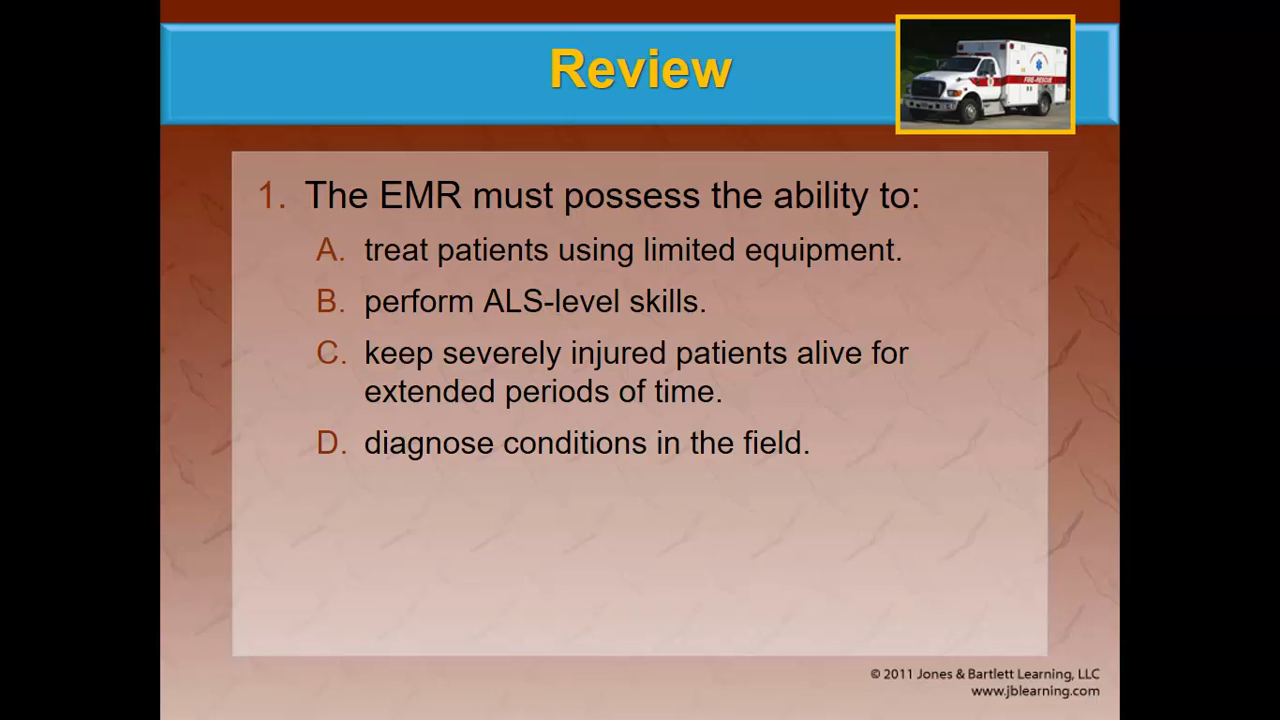 Review
1. The EMR must possess the ability to:
A. treat patients using limited equipment.
B. perform ALS-level skills.
C. keep severely injured patients alive for
extended periods of time.
D. diagnose conditions in the field.
© 2011 Jones & Bartlett Learning, LLC
www.jblearning.com
FIRE-RESCUE